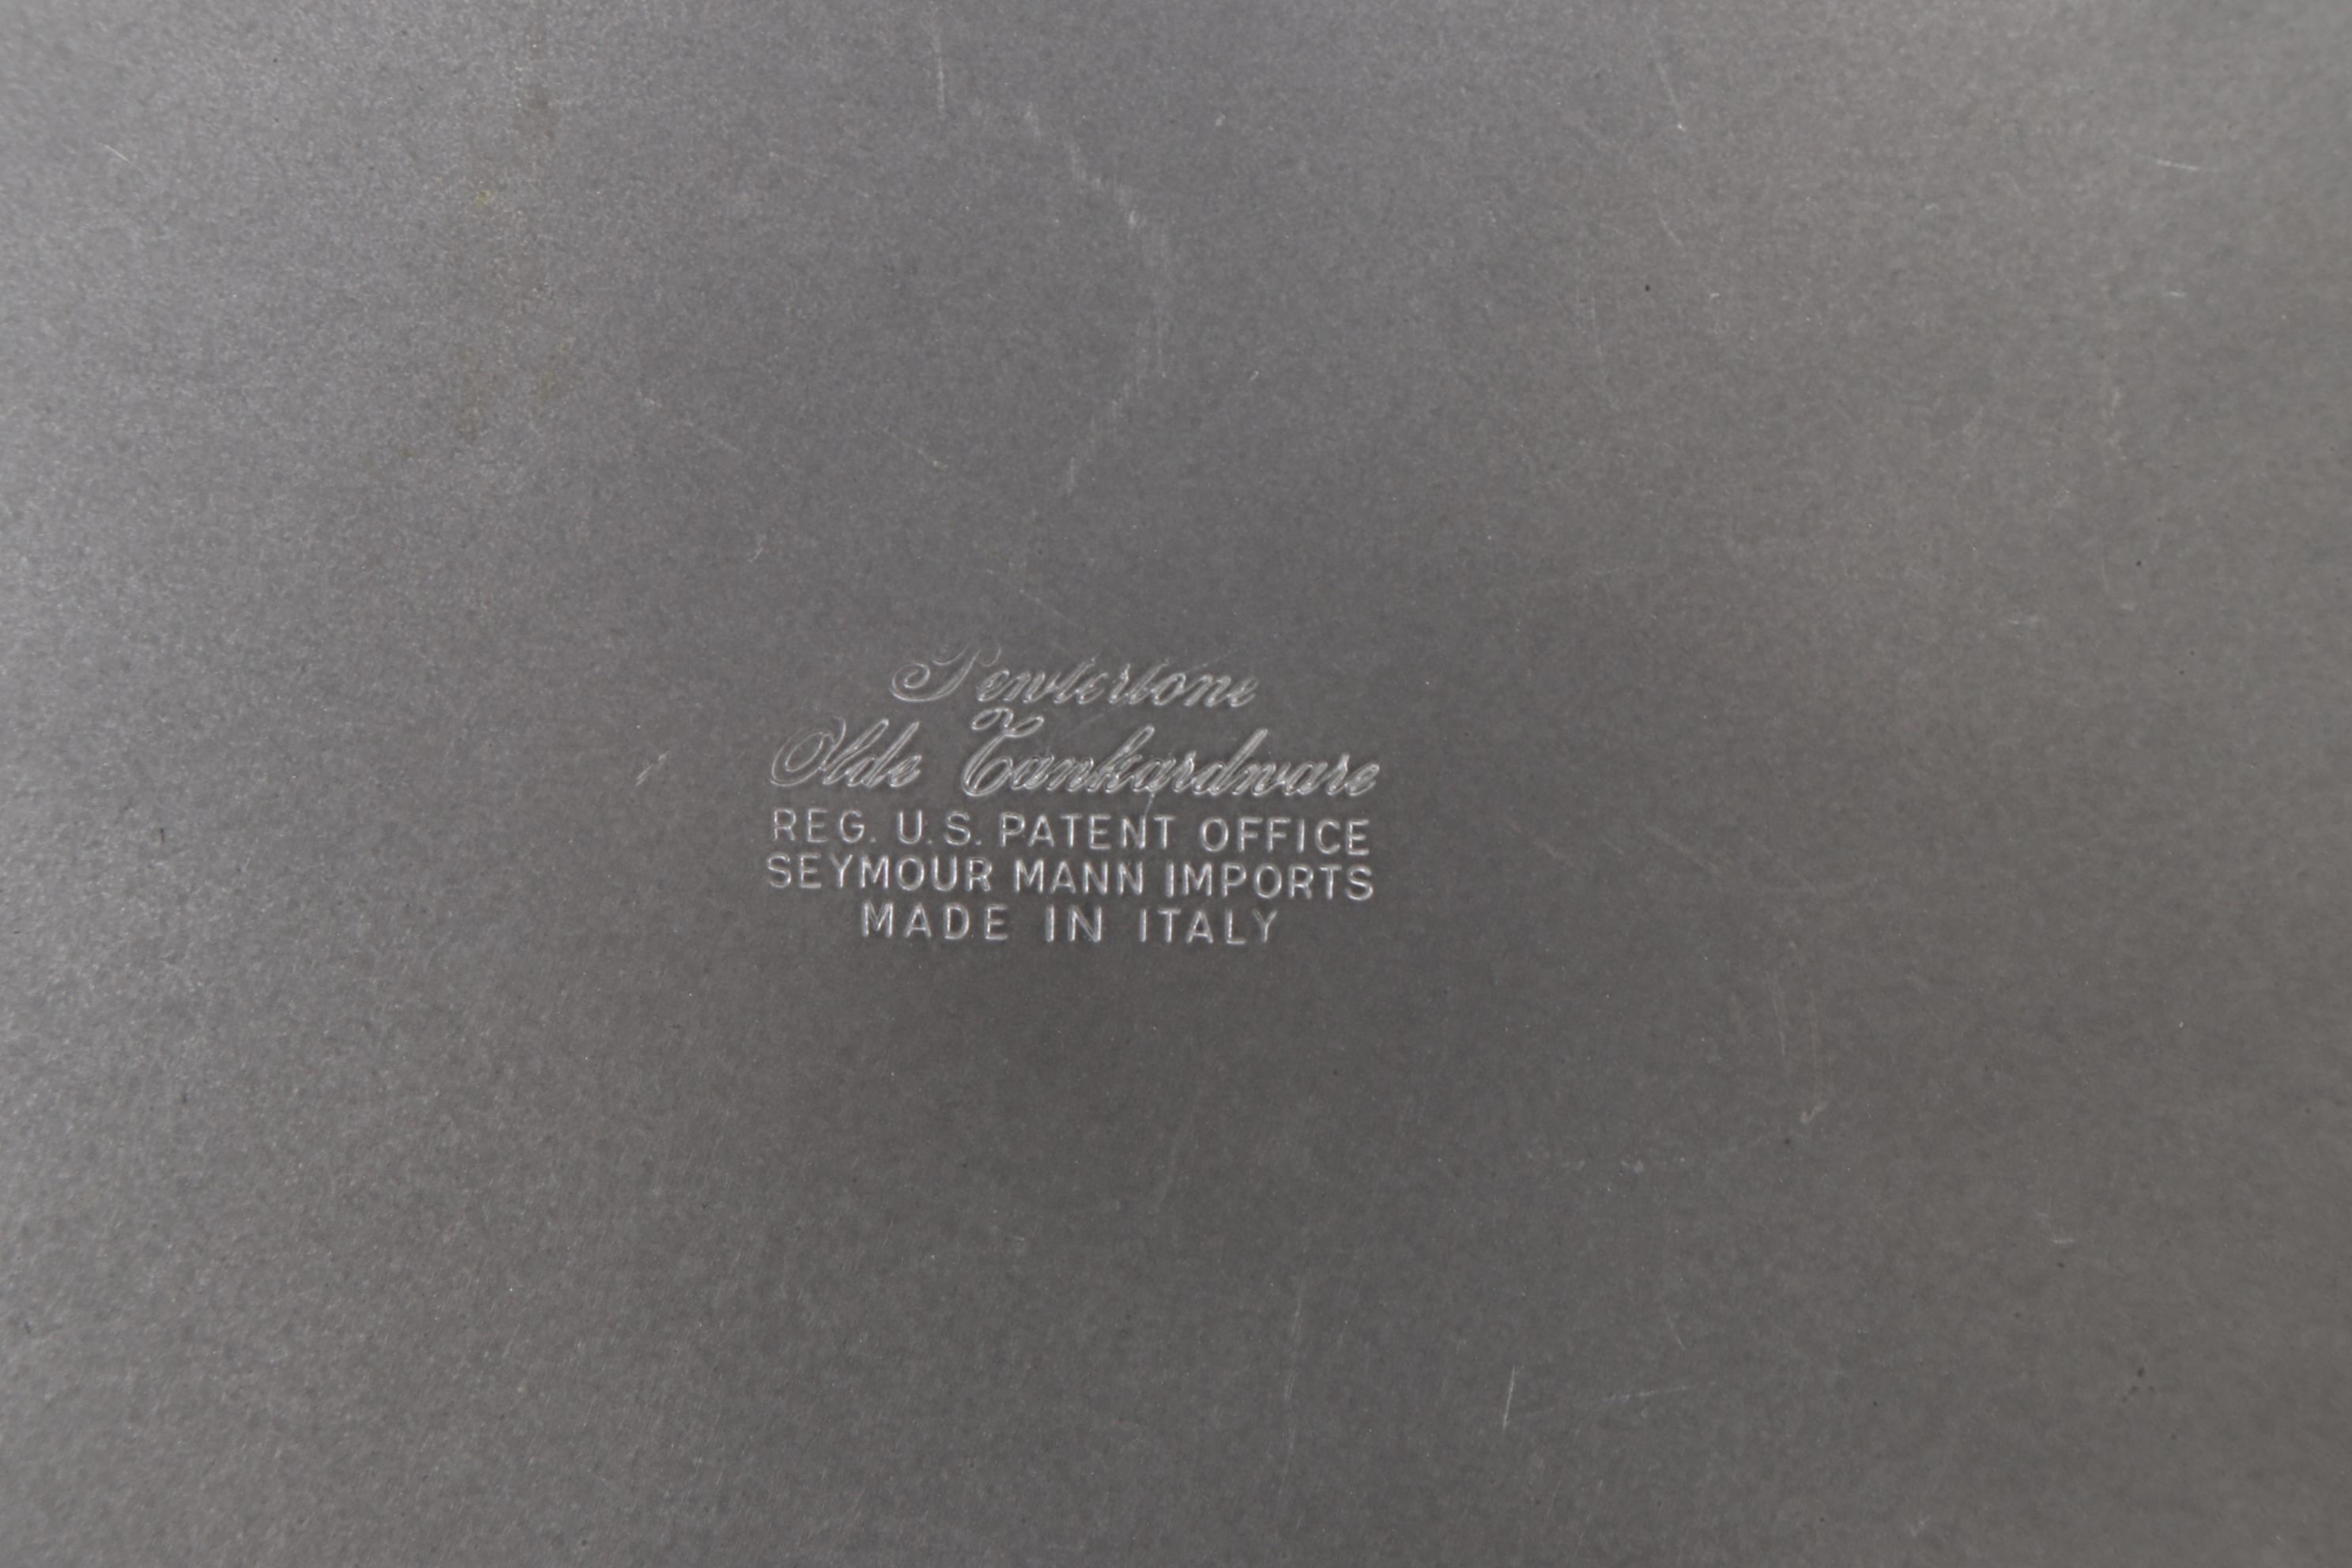 Pewtertone
Olde Tankardware
REG. U.S. PATENT OFFICE
SEYMOUR MANN IMPORTS
MADE IN ITALY